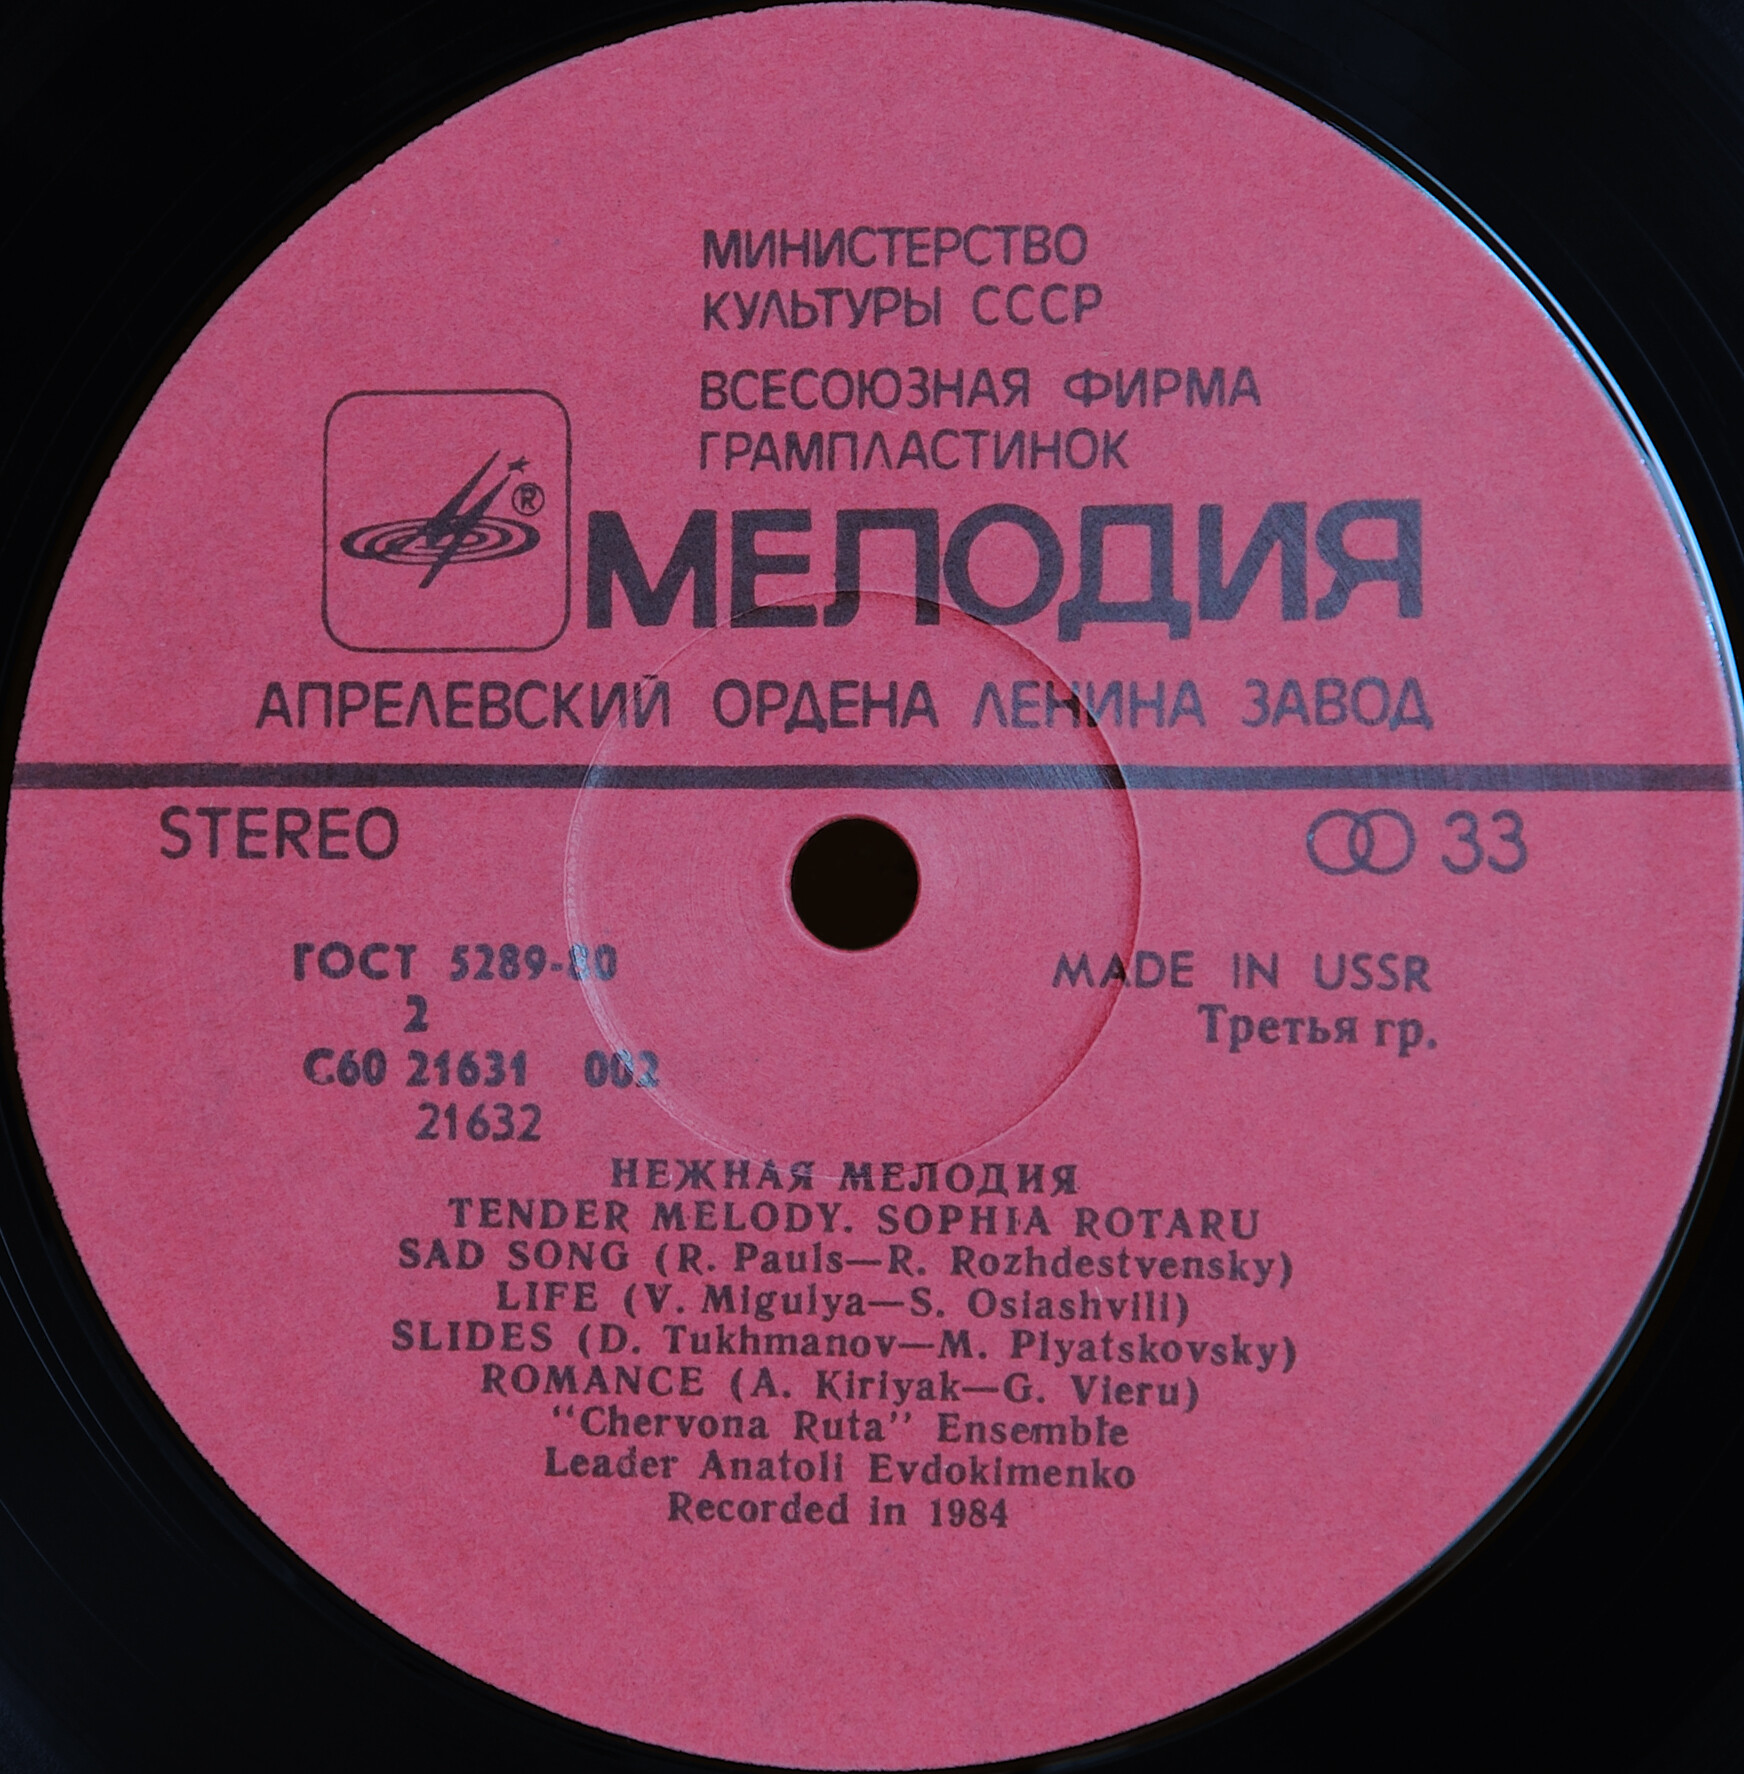 МИНИСТЕРСТВО
КУЛЬТУРЫ СССР
ВСЕСОЮЗНАЯ ФИРМА
ГРАМПЛАСТИНОК
®
МЕЛОДИЯ
АПРЕЛЕВСКИЙ ОРДЕНА ЛЕНИНА ЗАВОД
STEREO
33
ГОСТ 5289-80
MADE IN USSR
2
Третья гр.
С60 21631 002
21632
НЕЖНАЯ МЕЛОДИЯ
TENDER MELODY. SOPHIA ROTARU
SAD SONG (R. Pauls—R. Rozhdestvensky)
LIFE (V. Migulya—S. Osiashvili)
SLIDES (D. Tukhmanov—M. Plyatskovsky)
ROMANCE (A. Kiriyak—G. Vieru)
"Chervona Ruta" Ensemble
Leader Anatoli Evdokimenko
Recorded in 1984